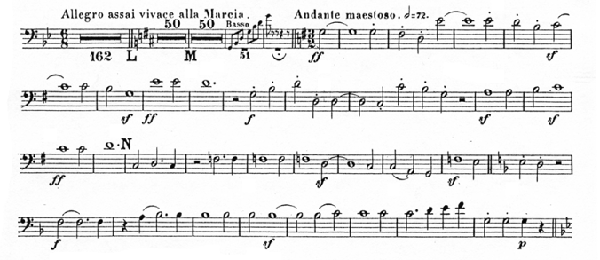 Allegro assai vivace alla Marcia. Andante maestoso. =72.
50 50 Basso
162 L M 51 ff
sf
sf ff sf sf sf
N
ff sf sf
f sf p